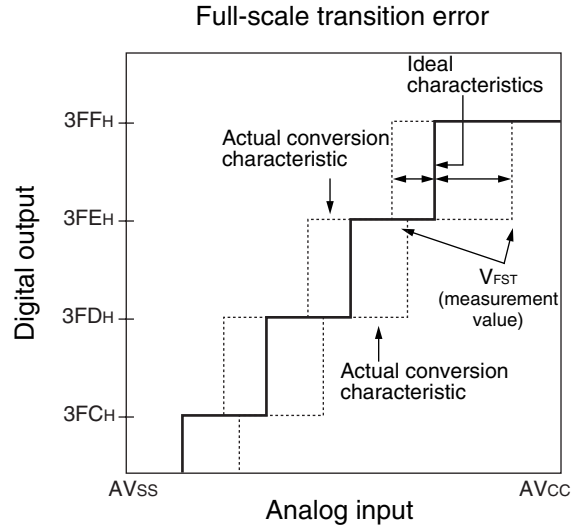 Full-scale transition error
Ideal
characteristics
3FFH
Actual conversion
characteristic
3FEH
VFST
(measurement
value)
3FDH
Actual conversion
characteristic
3FCH
Digital output
AVSS
AVCC
Analog input